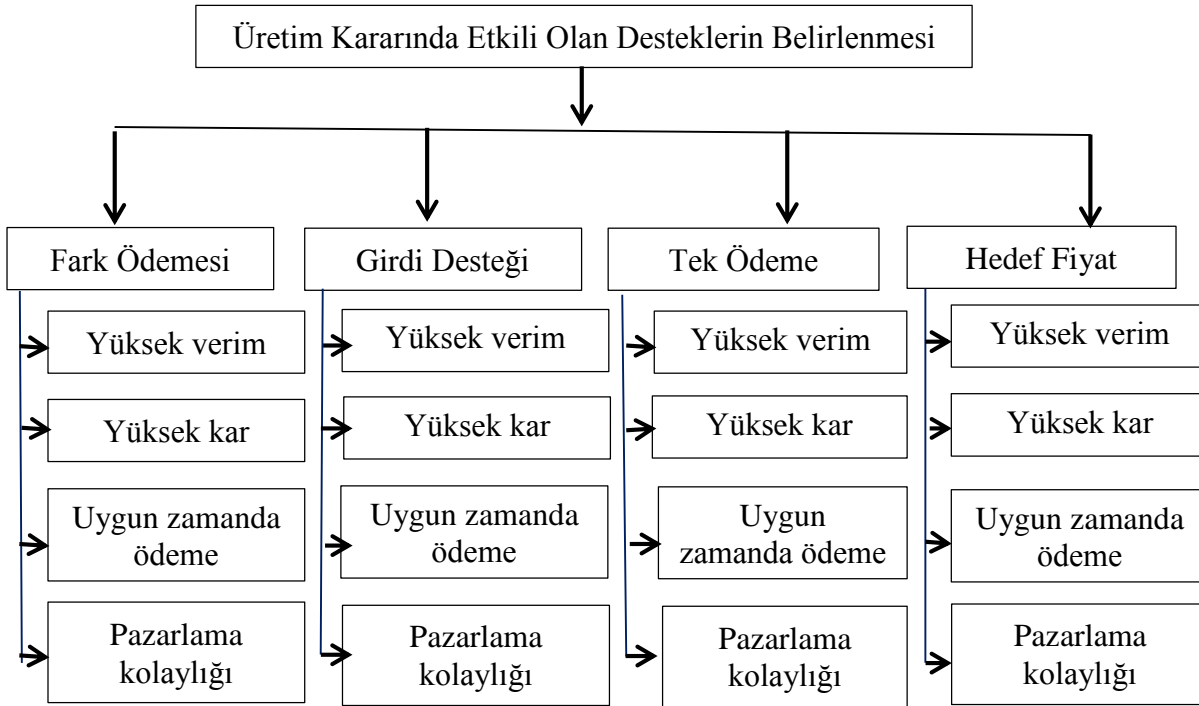 Üretim Kararında Etkili Olan Desteklerin Belirlenmesi
Fark Ödemesi
Yüksek verim
Yüksek kar
Uygun zamanda
ödeme
Pazarlama
kolaylığı
Girdi Desteği
Yüksek verim
Yüksek kar
Uygun zamanda
ödeme
Pazarlama
kolaylığı
Tek Ödeme
Yüksek verim
Yüksek kar
Uygun
zamanda ödeme
Pazarlama
kolaylığı
Hedef Fiyat
Yüksek verim
Yüksek kar
Uygun zamanda
ödeme
Pazarlama
kolaylığı